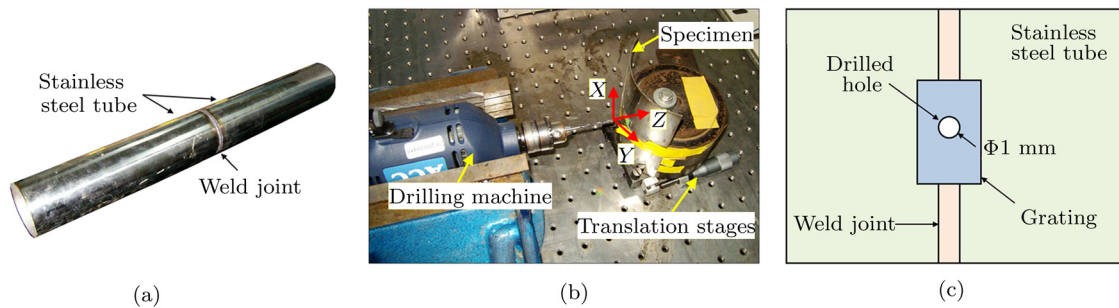 Stainless
steel tube
Weld joint
(a)
Specimen
X
Z
Y
ACC
Drilling machine
Translation stages
(b)
Stainless
steel tube
Drilled
hole
Φ1 mm
Weld joint
Grating
(c)